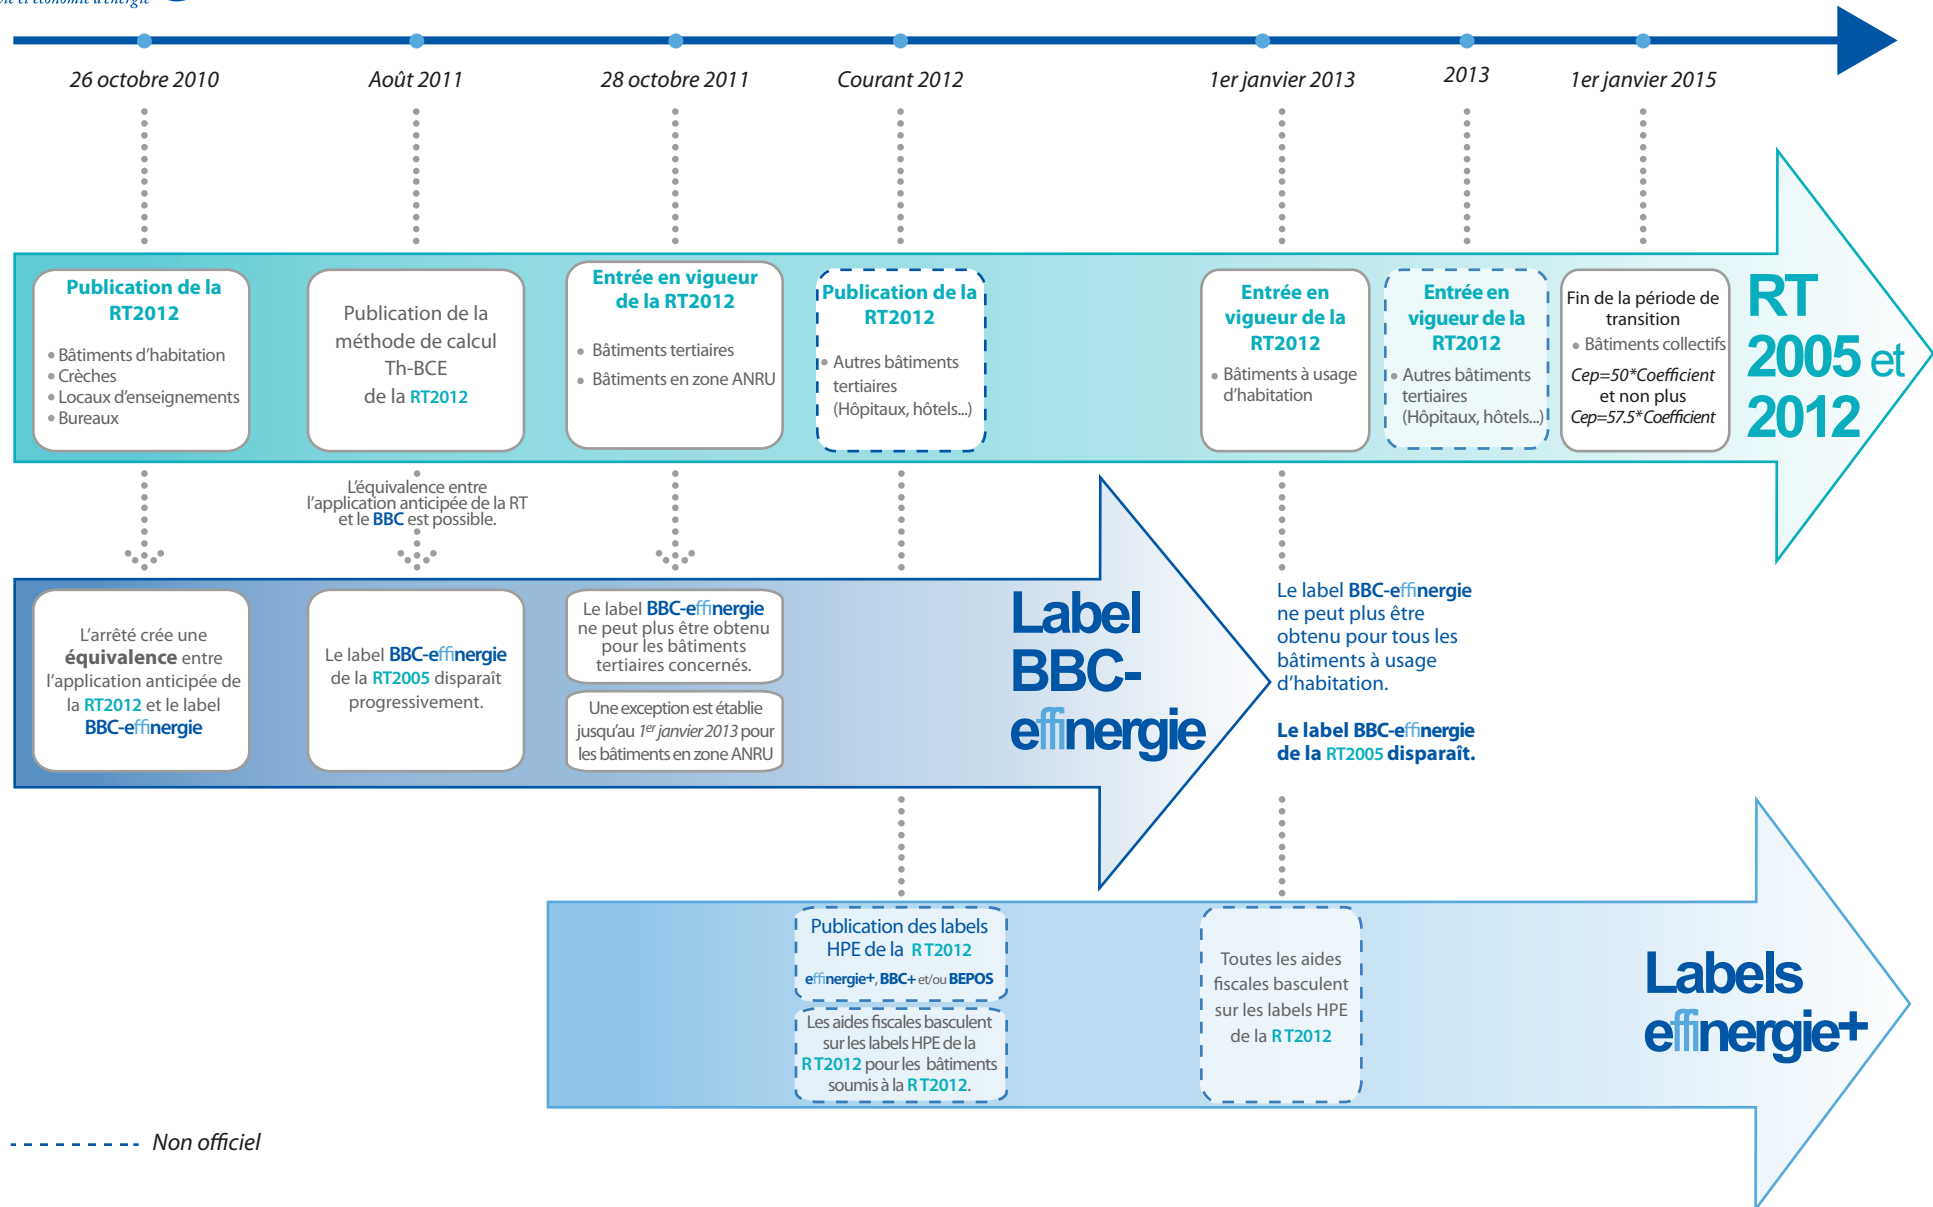 et économie d'énergie
26 octobre 2010
Août 2011
28 octobre 2011
Courant 2012
1er janvier 2013
2013
1er janvier 2015
Publication de la
RT2012
• Bâtiments d'habitation
• Crèches
• Locaux d'enseignements
• Bureaux
Publication de la
méthode de calcul
Th-BCE
de la RT2012
Entrée en vigueur
de la RT2012
• Bâtiments tertiaires
• Bâtiments en zone ANRU
Publication de la
RT2012
• Autres bâtiments
tertiaires
(Hôpitaux, hôtels...)
Entrée en
vigueur de la
RT2012
• Bâtiments à usage
d'habitation
Entrée en
vigueur de la
RT2012
• Autres bâtiments
tertiaires
(Hôpitaux, hôtels...)
Fin de la période de
transition
• Bâtiments collectifs
Cep=50*Coefficient
et non plus
Cep=57.5*Coefficient
RT
2005 et
2012
L'équivalence entre
l'application anticipée de la RT
et le BBC est possible.
L'arrêté crée une
équivalence entre
l'application anticipée de
la RT2012 et le label
BBC-effinergie
Le label BBC-effinergie
de la RT2005 disparaît
progressivement.
Le label BBC-effinergie
ne peut plus être obtenu
pour les bâtiments
tertiaires concernés.
Une exception est établie
jusqu'au 1er janvier 2013 pour
les bâtiments en zone ANRU
Label
BBC-
effinergie
Le label BBC-effinergie
ne peut plus être
obtenu pour tous les
bâtiments à usage
d'habitation.
Le label BBC-effinergie
de la RT2005 disparaît.
Publication des labels
HPE de la RT2012
effinergie+, BBC+ et/ou BEPOS
Les aides fiscales basculent
sur les labels HPE de la
RT2012 pour les bâtiments
soumis à la RT2012.
Toutes les aides
fiscales basculent
sur les labels HPE
de la RT2012
Labels
effinergie+
Non officiel